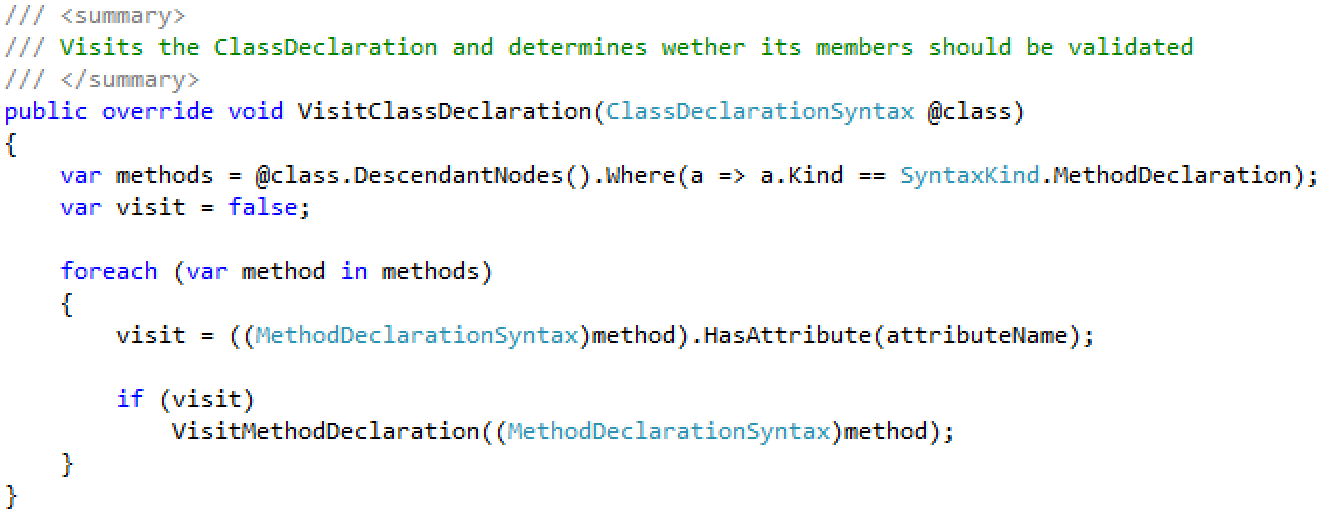 /// <summary>
/// Visits the ClassDeclaration and determines wether its members should be validated
/// </summary>
public override void VisitClassDeclaration(ClassDeclarationSyntax @class)
{
    var methods = @class.DescendantNodes().Where(a => a.Kind == SyntaxKind.MethodDeclaration);
    var visit = false;

    foreach (var method in methods)
    {
        visit = ((MethodDeclarationSyntax)method).HasAttribute(attributeName);

        if (visit)
            VisitMethodDeclaration((MethodDeclarationSyntax)method);
    }
}